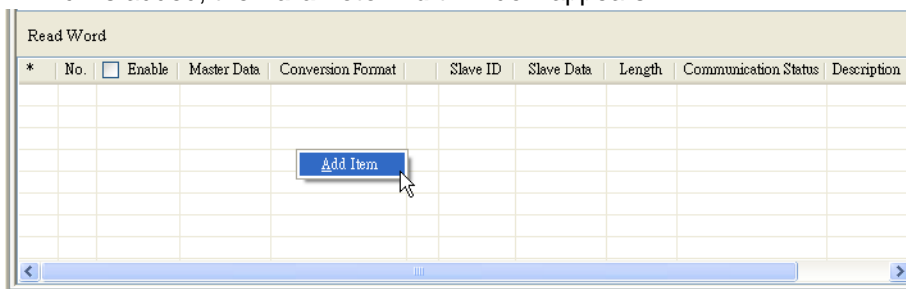 Read Word
* No. Enable Master Data Conversion Format Slave ID Slave Data Length Communication Status Description
Add Item